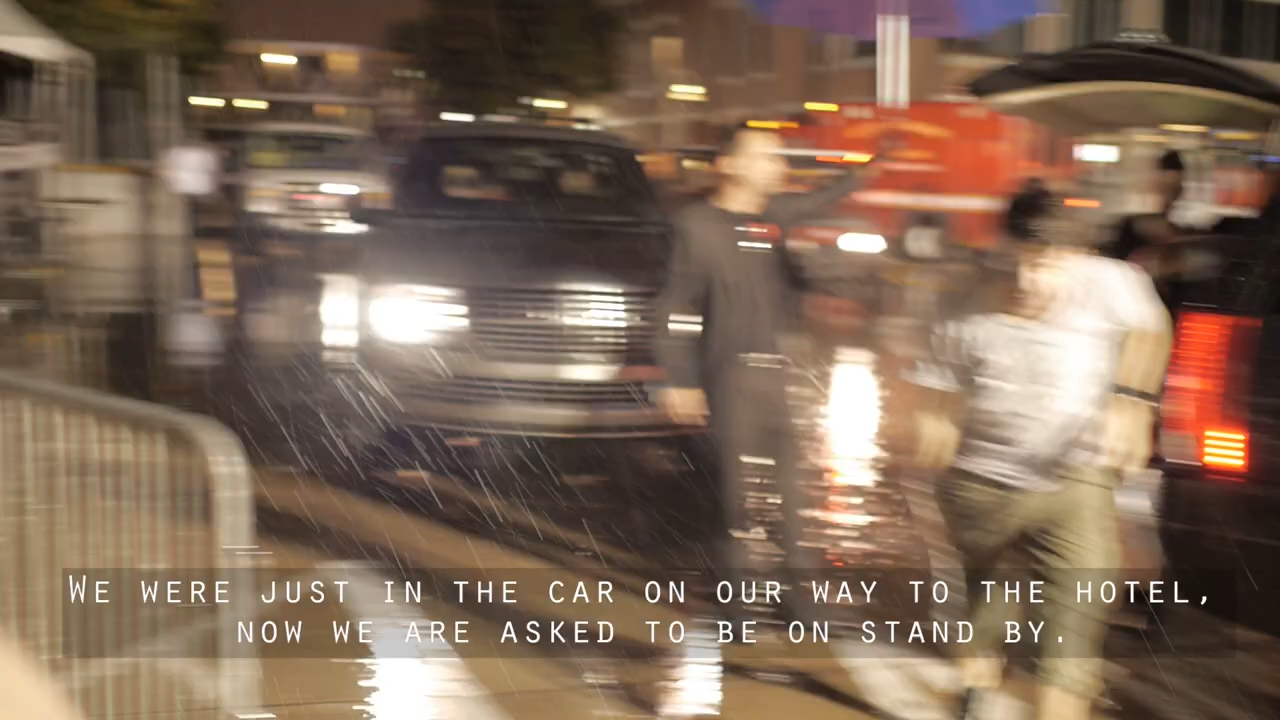 We were just in the car on our way to the hotel,
now we are asked to be on stand by.